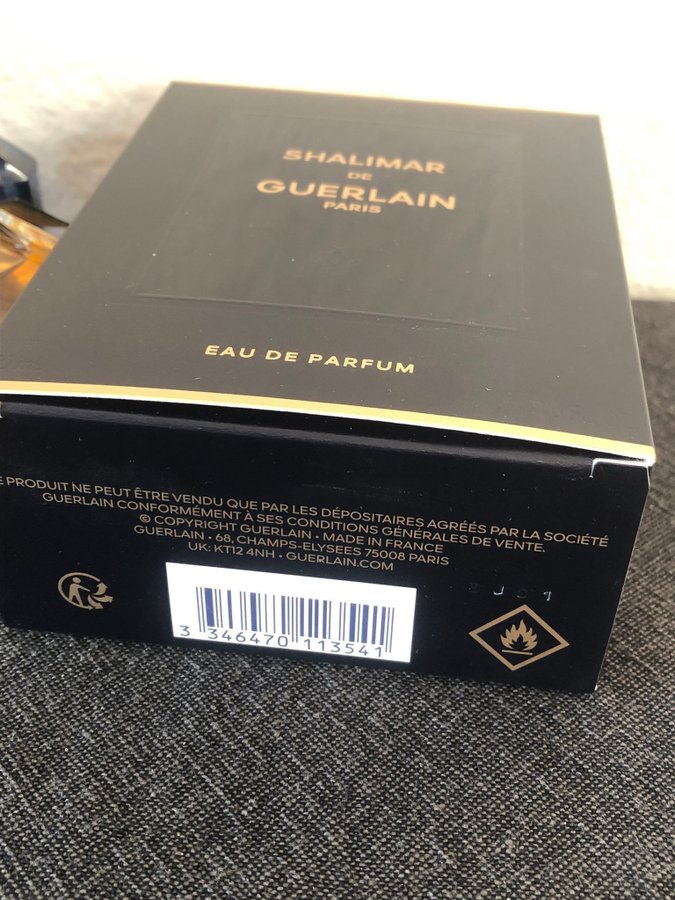 SHALIMAR
DE
GUERLAIN
PARIS
EAU DE PARFUM
PRODUIT NE PEUT ÊTRE VENDU QUE PAR LES DÉPOSITAIRES AGRÉÉS PAR LA SOCIÉTÉ
GUERLAIN CONFORMÉMENT À SES CONDITIONS GÉNÉRALES DE VENTE.
© COPYRIGHT GUERLAIN • MADE IN FRANCE
GUERLAIN • 68, CHAMPS-ELYSEES 75008 PARIS
UK: KT12 4NH • GUERLAIN.COM
3 346470 113541